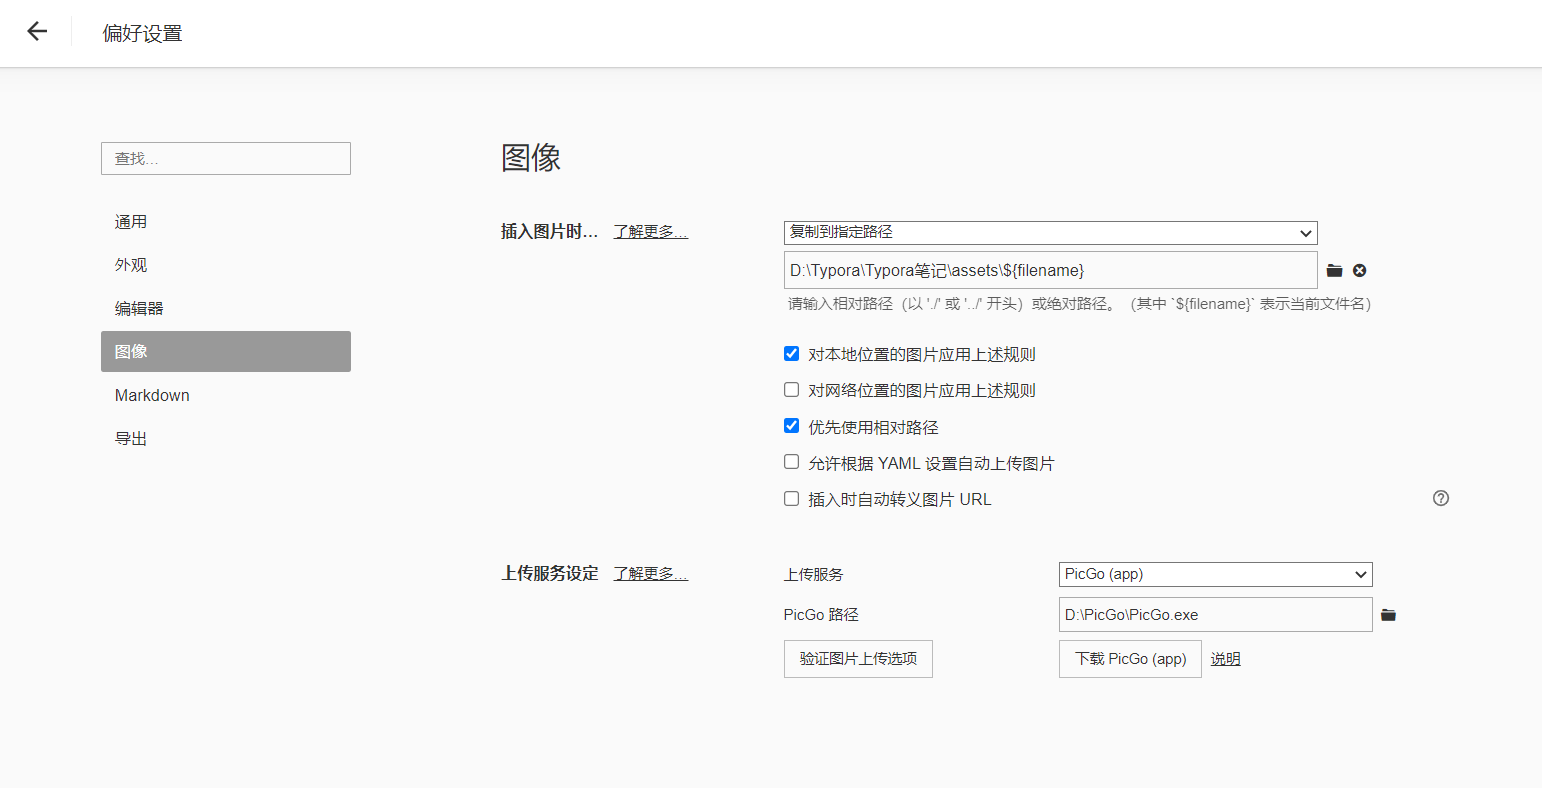 偏好设置
查找...
通用
外观
编辑器
图像
Markdown
导出
图像
插入图片时... 了解更多...
复制到指定路径
D:\Typora\Typora笔记\assets\${filename}
请输入相对路径（以 './' 或 '../' 开头）或绝对路径。（其中 `${filename}` 表示当前文件名）
对本地位置的图片应用上述规则
对网络位置的图片应用上述规则
优先使用相对路径
允许根据 YAML 设置自动上传图片
插入时自动转义图片 URL
上传服务设定 了解更多...
上传服务 PicGo (app)
PicGo 路径 D:\PicGo\PicGo.exe
验证图片上传选项 下载 PicGo (app) 说明